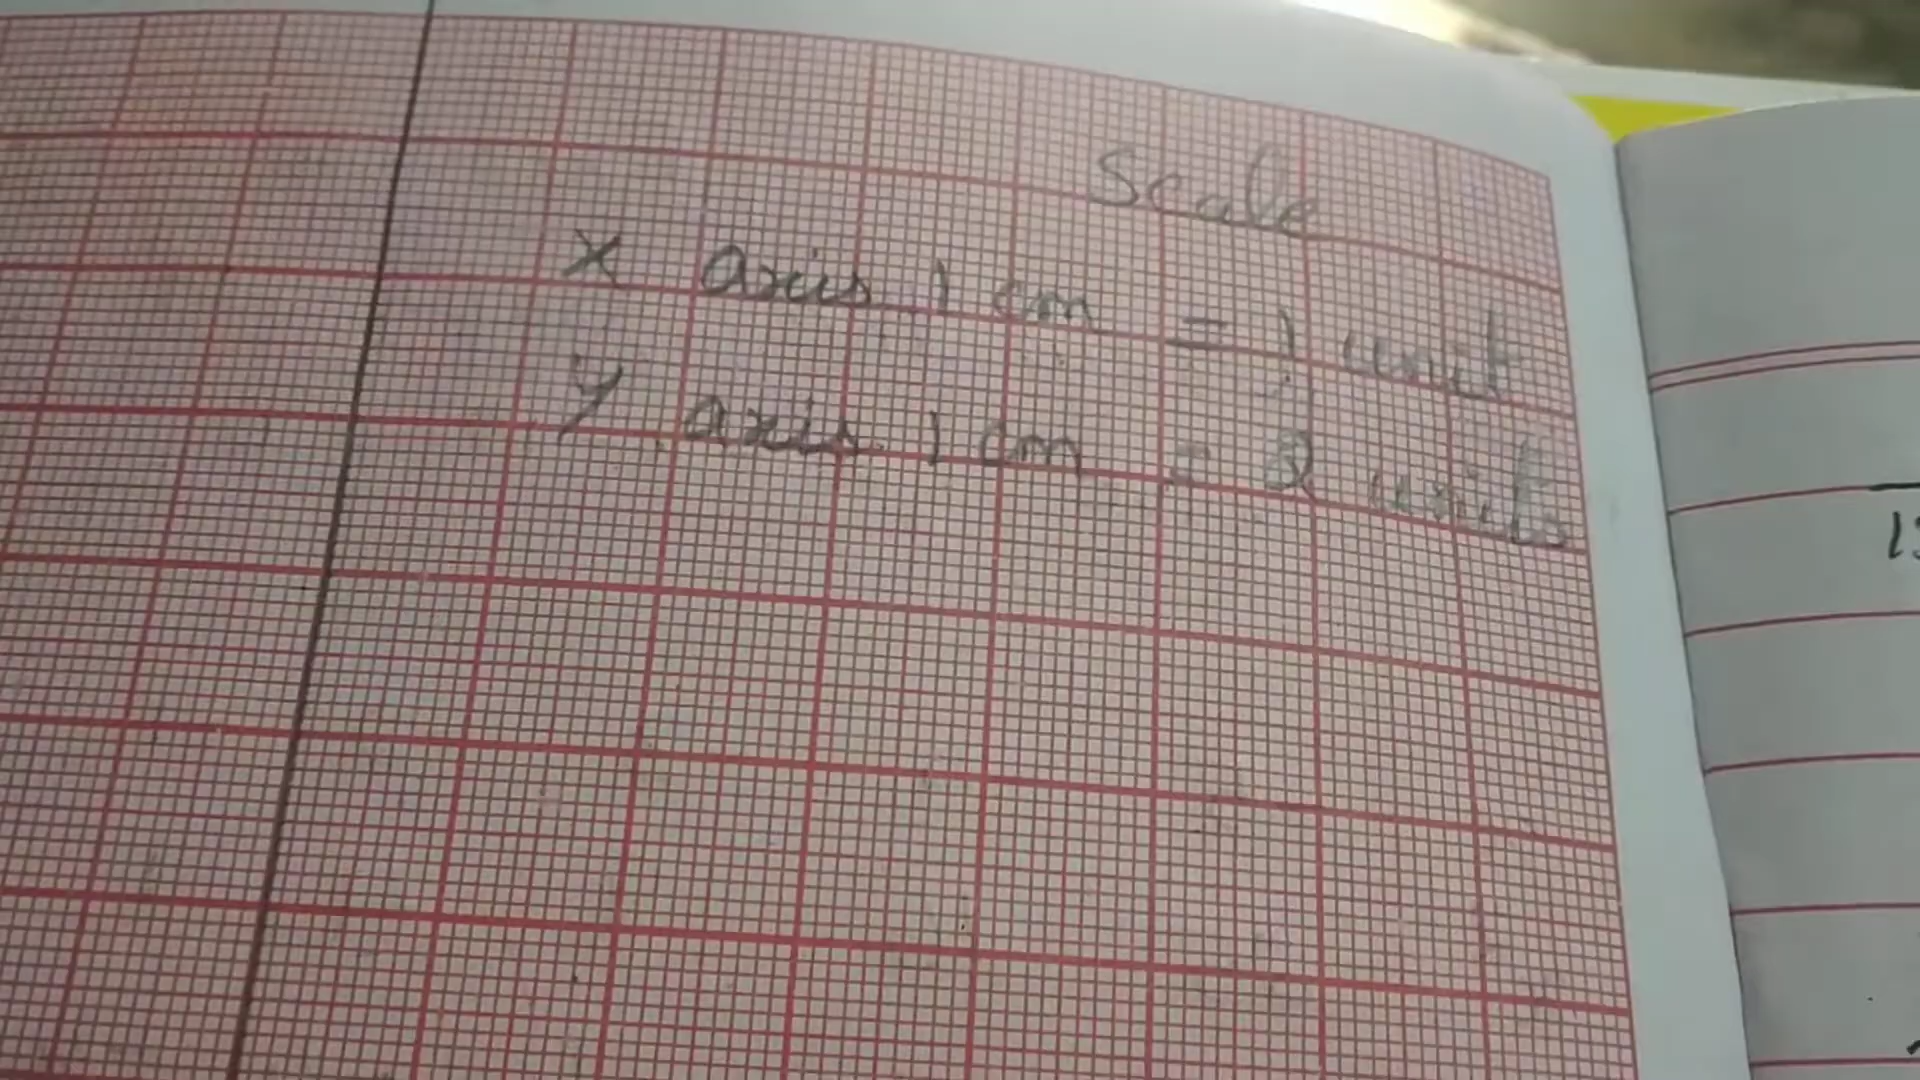 Scale
x axis 1 cm = 1 unit
y axis 1 cm = 2 units